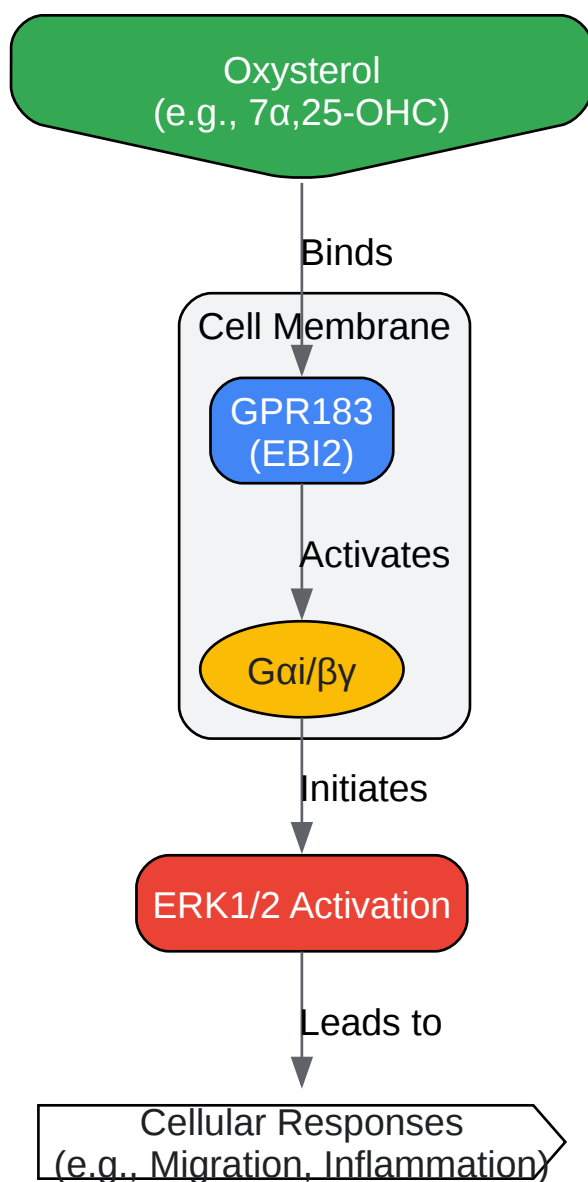 Oxysterol
(e.g., 7α,25-OHC)
Binds
Cell Membrane
GPR183
(EBI2)
Activates
Gαi/βγ
Initiates
ERK1/2 Activation
Leads to
Cellular Responses
(e.g., Migration, Inflammation)